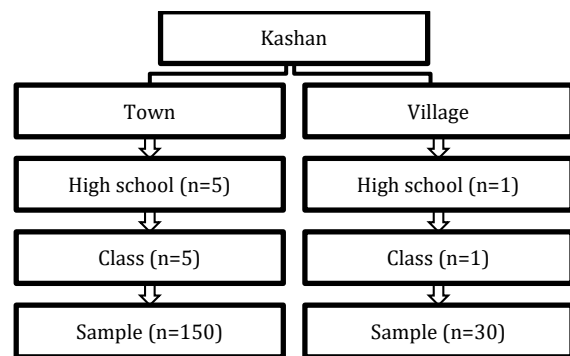 Kashan
Town
Village
High school (n=5)
High school (n=1)
Class (n=5)
Class (n=1)
Sample (n=150)
Sample (n=30)